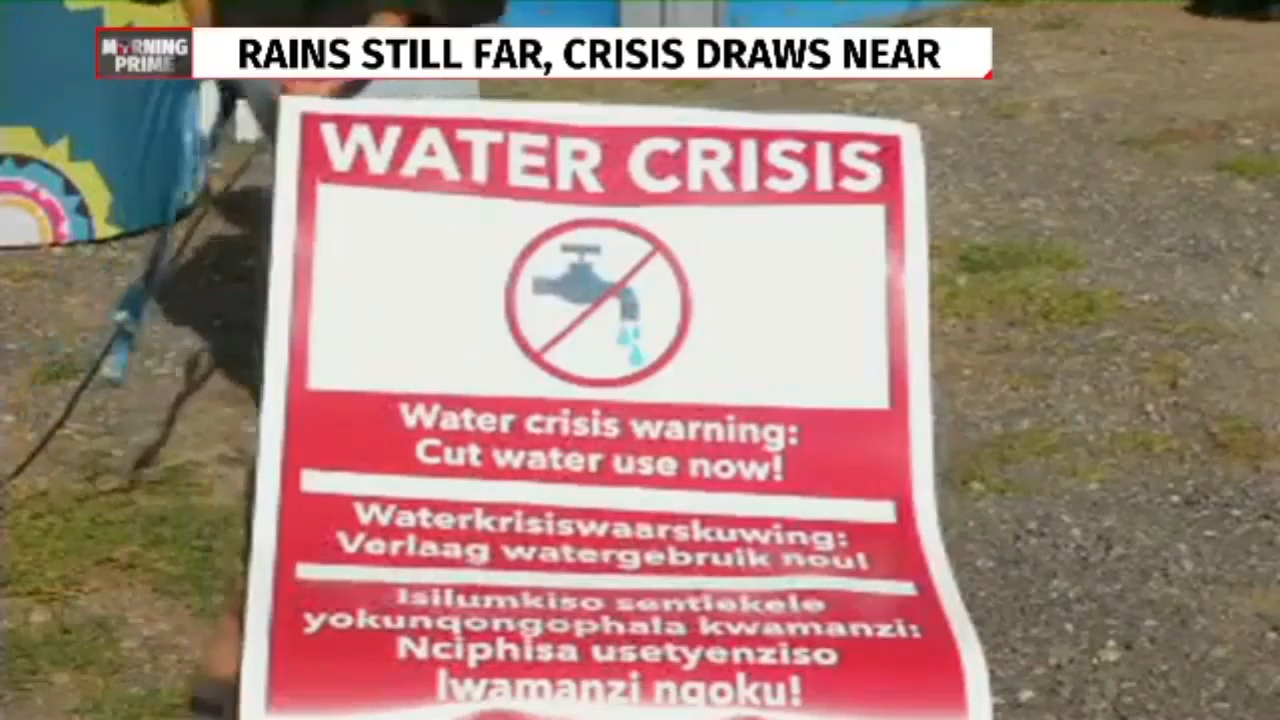 MORNING
PRIME
RAINS STILL FAR, CRISIS DRAWS NEAR
WATER CRISIS
Water crisis warning:
Cut water use now!
Waterkrisiswaarskuwing:
Verlaag watergebruik nou!
Isilumkiso sentlekele
yokunqongophala kwamanzi:
Nciphisa usetyenziso
lwamanzi ngoku!